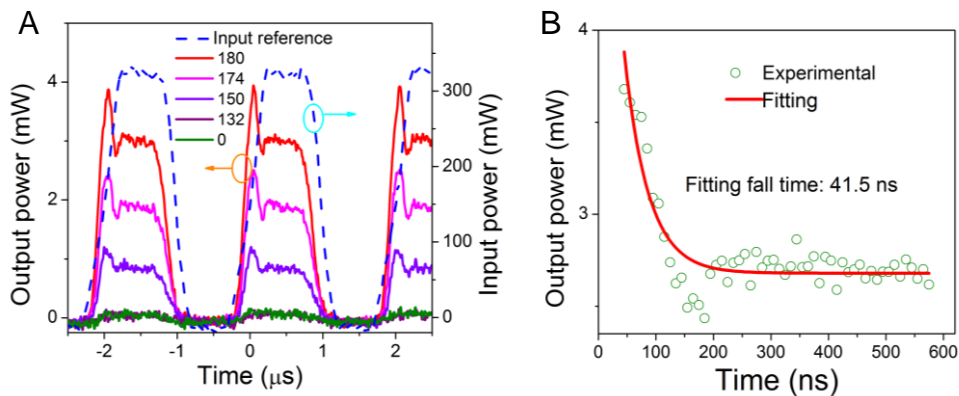 A
Input reference
180
174
150
132
0
4
2
0
300
200
100
0
-2
-1
0
1
2
Output power (mW)
Input power (mW)
Time (μs)
B
Experimental
Fitting
Fitting fall time: 41.5 ns
4
3
0
100
200
300
400
500
600
Output power (mW)
Time (ns)